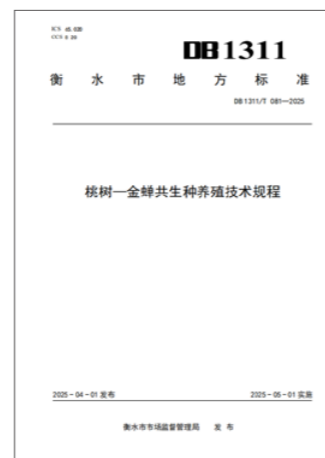 DB1311
衡水市地方标准
DB 1311/T 081—2025
桃树—金蝉共生种养殖技术规程
2025-04-01 发布
2025-05-01 实施
衡水市市场监督管理局 发 布